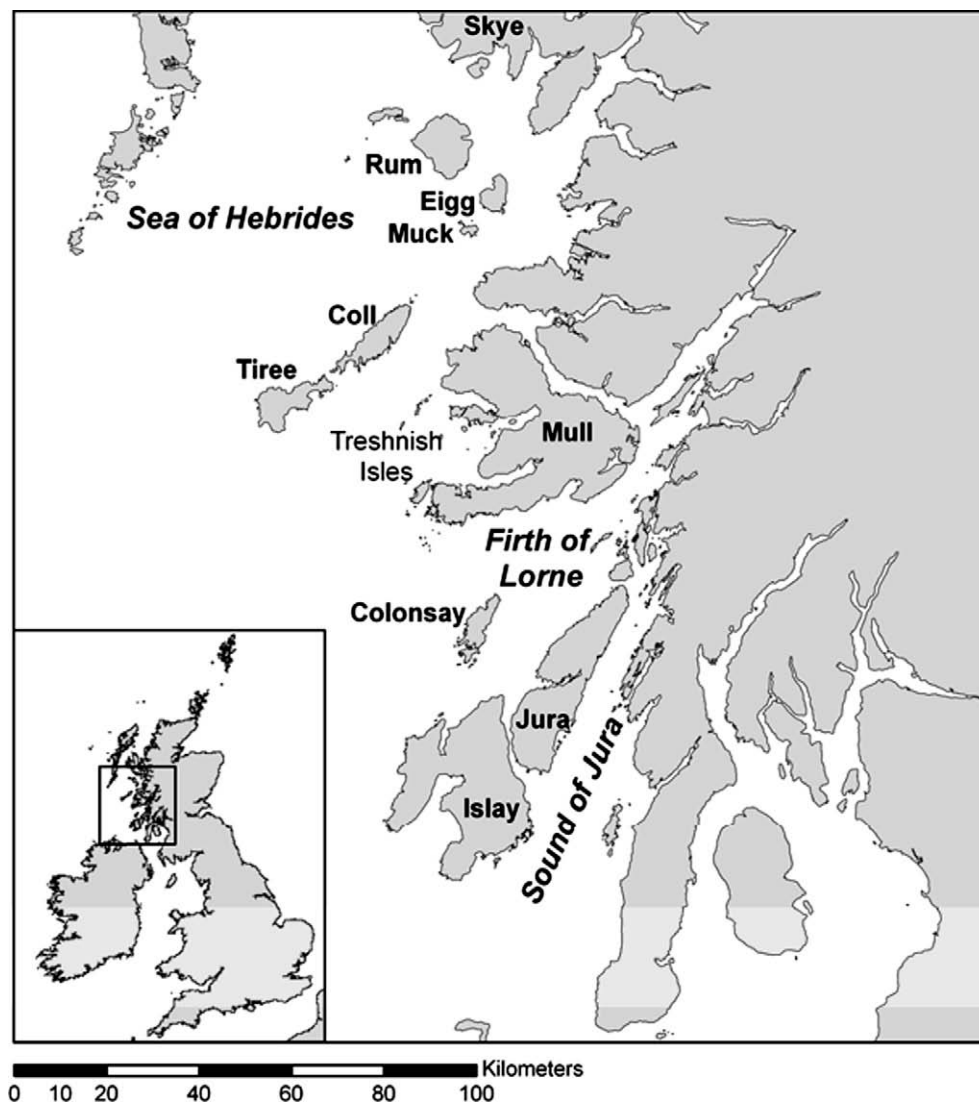 Skye
Rum
Eigg
Muck
Sea of Hebrides
Coll
Tiree
Mull
Treshnish
Isles
Firth of
Lorne
Colonsay
Jura
Islay
Sound of Jura
Kilometers
0 10 20 40 60 80 100